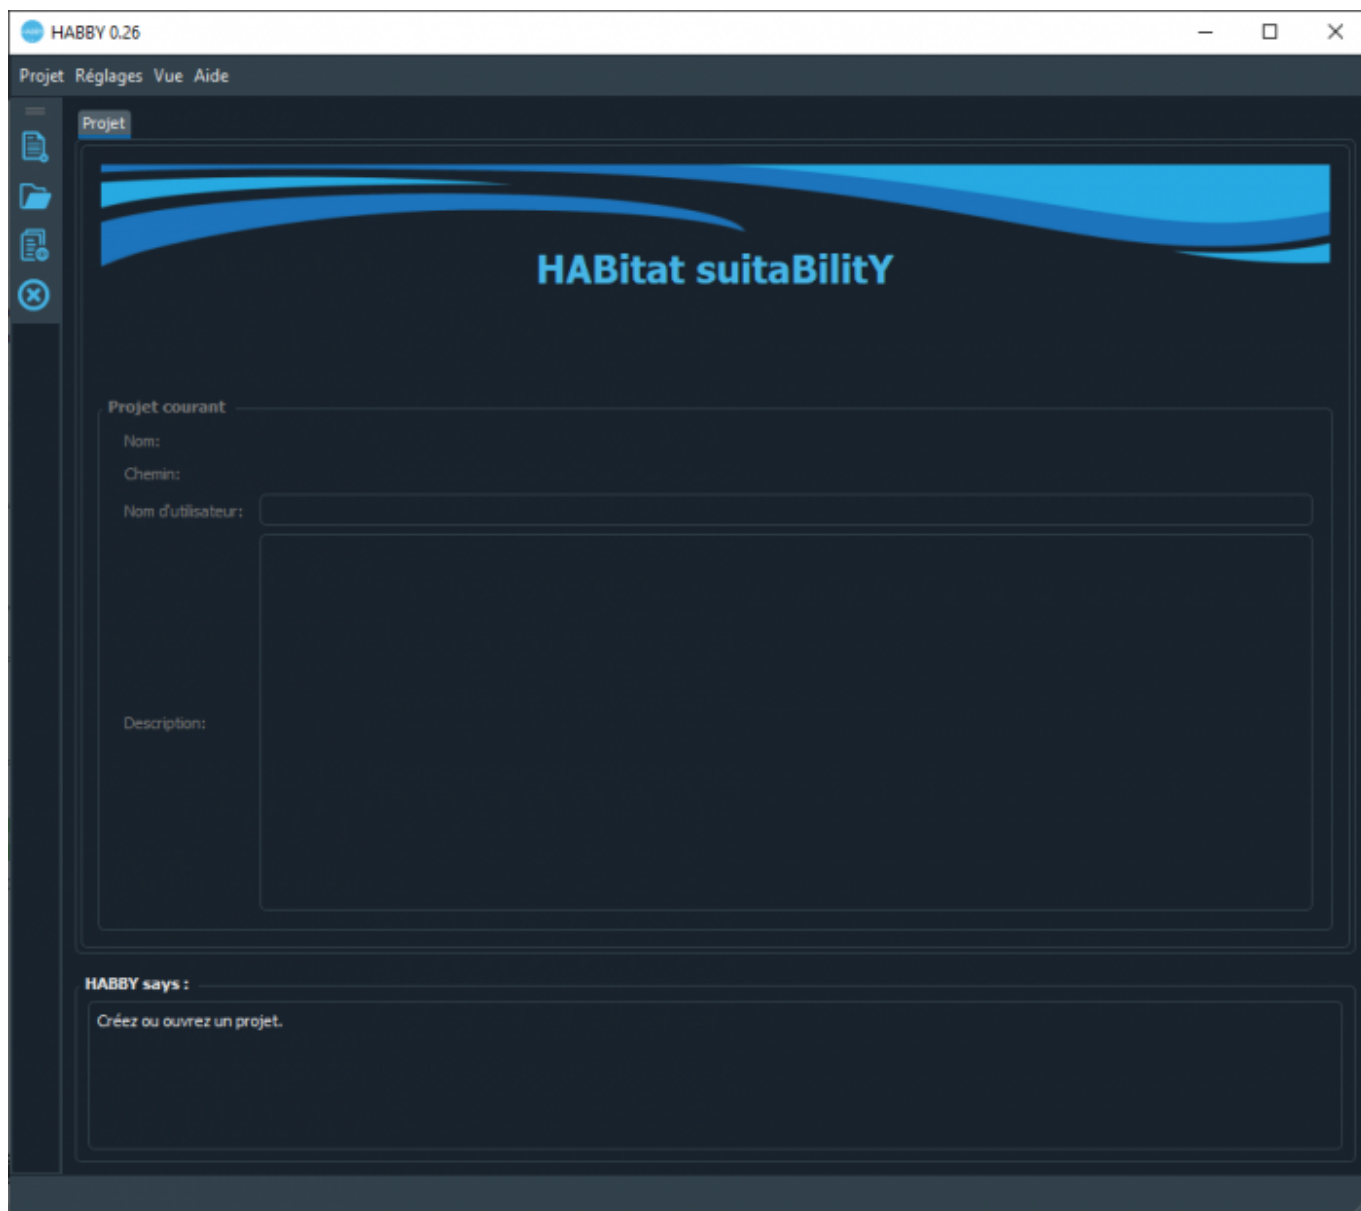 HABBY 0.26
Projet Réglages Vue Aide
Projet
HABitat suitaBilitY
Projet courant
Nom:
Chemin:
Nom d'utilisateur:
Description:
HABBY says :
Créez ou ouvrez un projet.